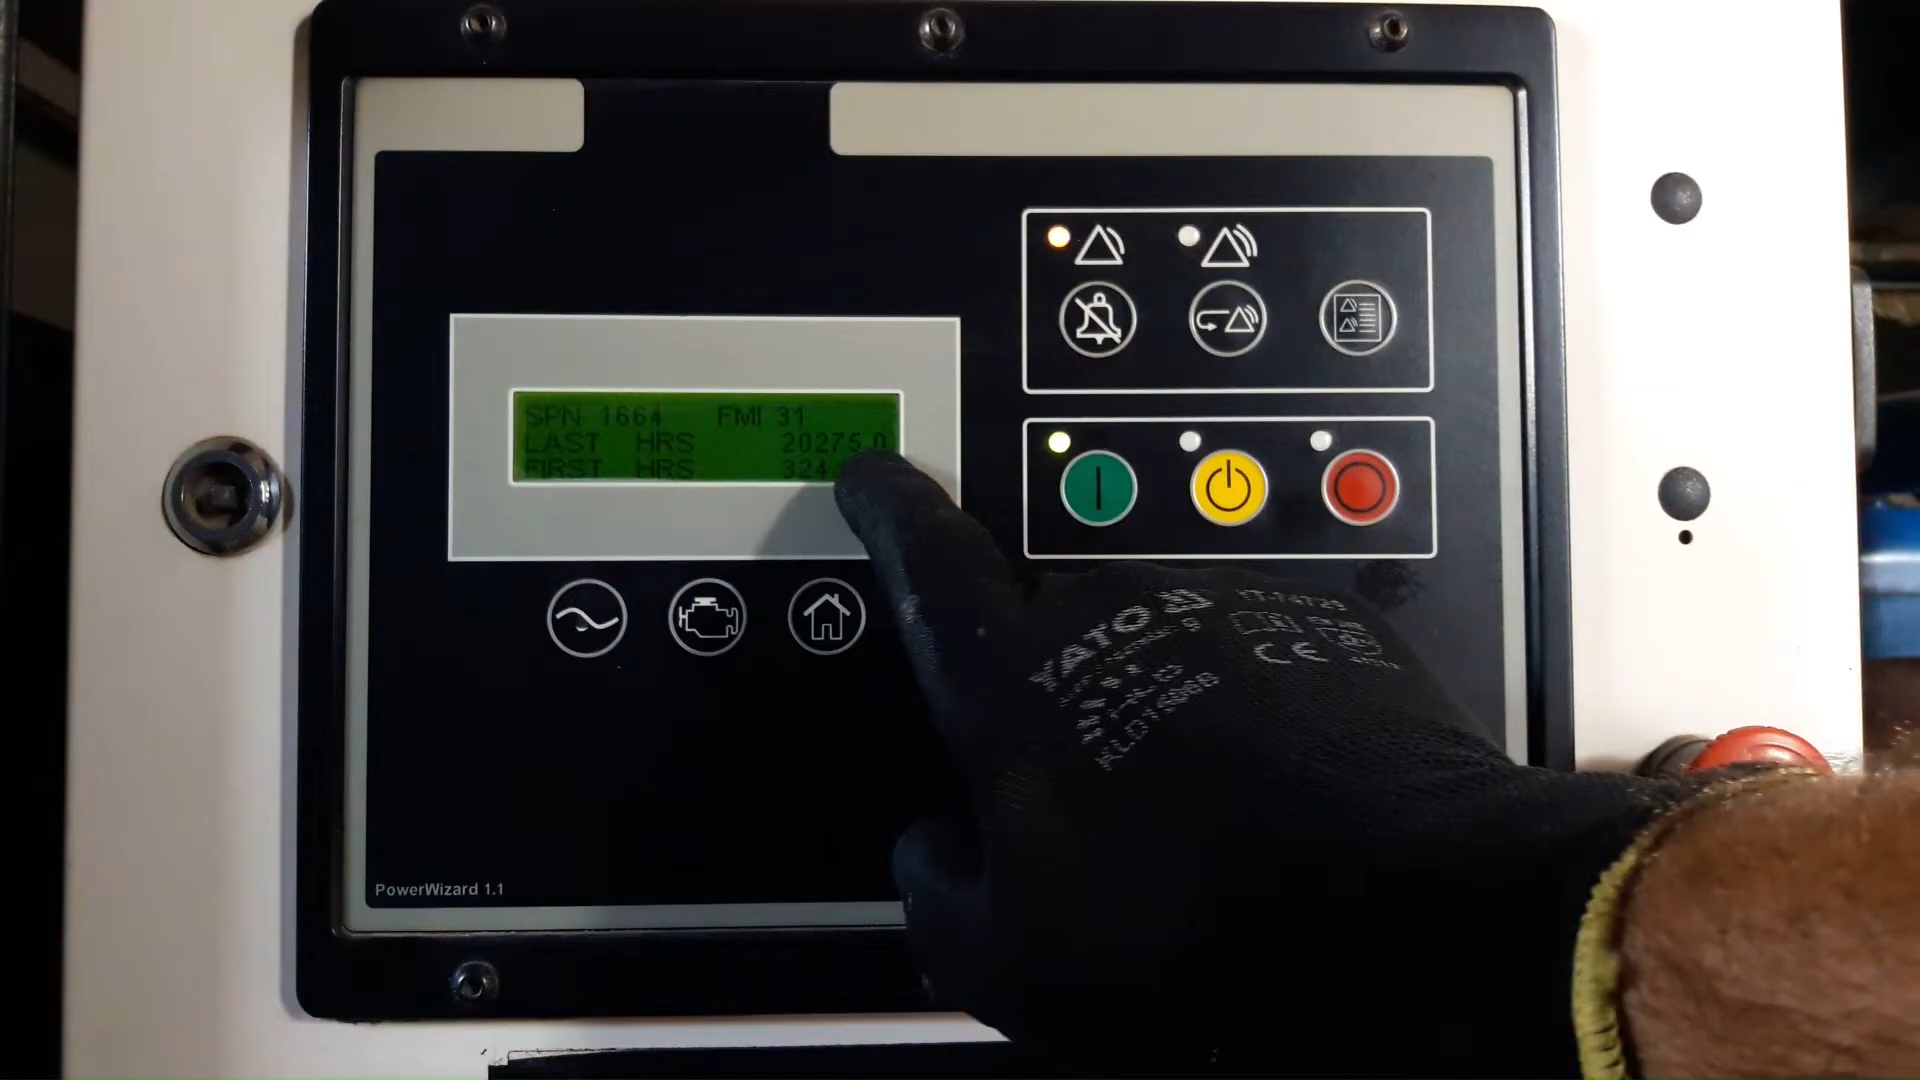 SPN: 1664 FMI 31
LAST HRS 20275.0
FIRST HRS 324
YATO
CE
PowerWizard 1.1